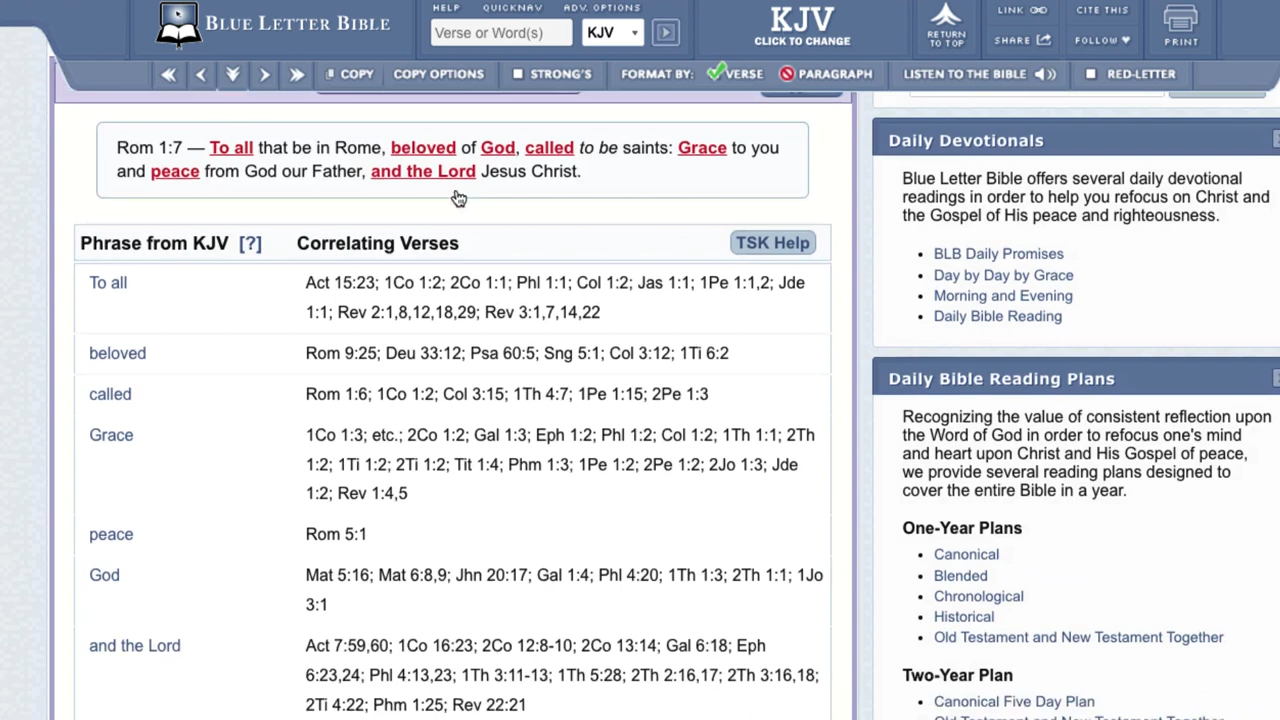 BLUE LETTER BIBLE
HELP QUICKNAV ADV. OPTIONS
Verse or Word(s)
KJV
KJV
CLICK TO CHANGE
RETURN
TO TOP
LINK
CITE THIS
SHARE
FOLLOW
PRINT
COPY
COPY OPTIONS
STRONG'S
FORMAT BY:
VERSE
PARAGRAPH
LISTEN TO THE BIBLE
RED-LETTER
Rom 1:7 — To all that be in Rome, beloved of God, called to be saints: Grace to you
and peace from God our Father, and the Lord Jesus Christ.
Phrase from KJV [?] Correlating Verses TSK Help
To all Act 15:23; 1Co 1:2; 2Co 1:1; Phl 1:1; Col 1:2; Jas 1:1; 1Pe 1:1,2; Jde
1:1; Rev 2:1,8,12,18,29; Rev 3:1,7,14,22
beloved Rom 9:25; Deu 33:12; Psa 60:5; Sng 5:1; Col 3:12; 1Ti 6:2
called Rom 1:6; 1Co 1:2; Col 3:15; 1Th 4:7; 1Pe 1:15; 2Pe 1:3
Grace 1Co 1:3; etc.; 2Co 1:2; Gal 1:3; Eph 1:2; Phl 1:2; Col 1:2; 1Th 1:1; 2Th
1:2; 1Ti 1:2; 2Ti 1:2; Tit 1:4; Phm 1:3; 1Pe 1:2; 2Pe 1:2; 2Jo 1:3; Jde
1:2; Rev 1:4,5
peace Rom 5:1
God Mat 5:16; Mat 6:8,9; Jhn 20:17; Gal 1:4; Phl 4:20; 1Th 1:3; 2Th 1:1; 1Jo
3:1
and the Lord Act 7:59,60; 1Co 16:23; 2Co 12:8-10; 2Co 13:14; Gal 6:18; Eph
6:23,24; Phl 4:13,23; 1Th 3:11-13; 1Th 5:28; 2Th 2:16,17; 2Th 3:16,18;
2Ti 4:22; Phm 1:25; Rev 22:21
Daily Devotionals
Blue Letter Bible offers several daily devotional
readings in order to help you refocus on Christ and
the Gospel of His peace and righteousness.
BLB Daily Promises
Day by Day by Grace
Morning and Evening
Daily Bible Reading
Daily Bible Reading Plans
Recognizing the value of consistent reflection upon
the Word of God in order to refocus one's mind
and heart upon Christ and His Gospel of peace,
we provide several reading plans designed to
cover the entire Bible in a year.
One-Year Plans
Canonical
Blended
Chronological
Historical
Old Testament and New Testament Together
Two-Year Plan
Canonical Five Day Plan
Old Testament and New Testament Together